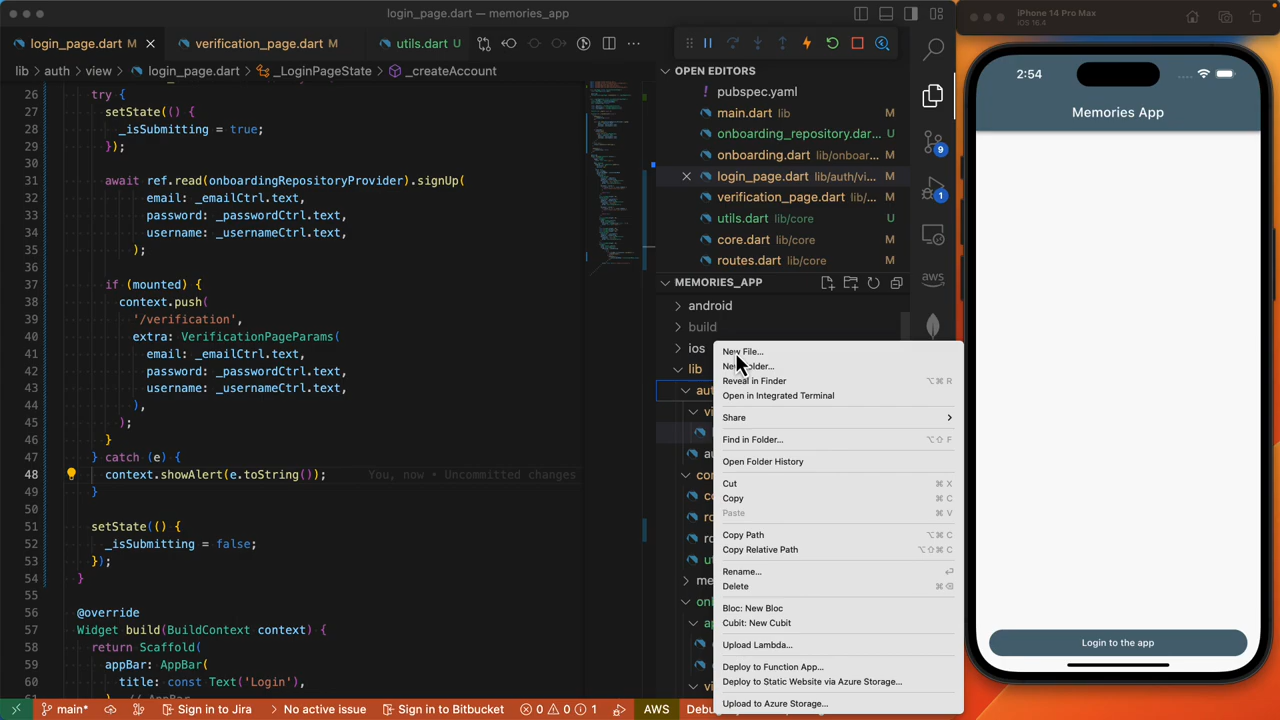 login_page.dart — memories_app
login_page.dart M
verification_page.dart M
utils.dart U
lib > auth > view > login_page.dart > _LoginPageState > _createAccount
26 try {
27 setState(() {
28 _isSubmitting = true;
29 });
30
31 await ref.read(onboardingRepositoryProvider).signUp(
32 email: _emailCtrl.text,
33 password: _passwordCtrl.text,
34 username: _usernameCtrl.text,
35 );
36
37 if (mounted) {
38 context.push(
39 '/verification',
40 extra: VerificationPageParams(
41 email: _emailCtrl.text,
42 password: _passwordCtrl.text,
43 username: _usernameCtrl.text,
44 ),
45 );
46 }
47 } catch (e) {
48 context.showAlert(e.toString()); You, now • Uncommitted changes
49 }
50
51 setState(() {
52 _isSubmitting = false;
53 });
54 }
55
56 @override
57 Widget build(BuildContext context) {
58 return Scaffold(
59 appBar: AppBar(
60 title: const Text('Login'),
OPEN EDITORS
! pubspec.yaml
main.dart lib M
onboarding_repository.dar... U
onboarding.dart lib/onboar... M
login_page.dart lib/auth/vi... M
verification_page.dart lib/... M
utils.dart lib/core U
core.dart lib/core M
routes.dart lib/core M
MEMORIES_APP
android
build
ios
lib
New File...
New Folder...
Reveal in Finder ⌥⌘ R
Open in Integrated Terminal
Share
Find in Folder... ⌥⇧ F
Open Folder History
Cut ⌘ X
Copy ⌘ C
Paste ⌘ V
Copy Path ⌥⌘ C
Copy Relative Path ⌥⇧⌘ C
Rename... ⏎
Delete ⌘⌫
Bloc: New Bloc
Cubit: New Cubit
Upload Lambda...
Deploy to Function App...
Deploy to Static Website via Azure Storage...
Upload to Azure Storage...
9
1
aws
main*
Sign in to Jira
No active issue
Sign in to Bitbucket
0 0 1
AWS
iPhone 14 Pro Max
iOS 16.4
2:54
Memories App
Login to the app